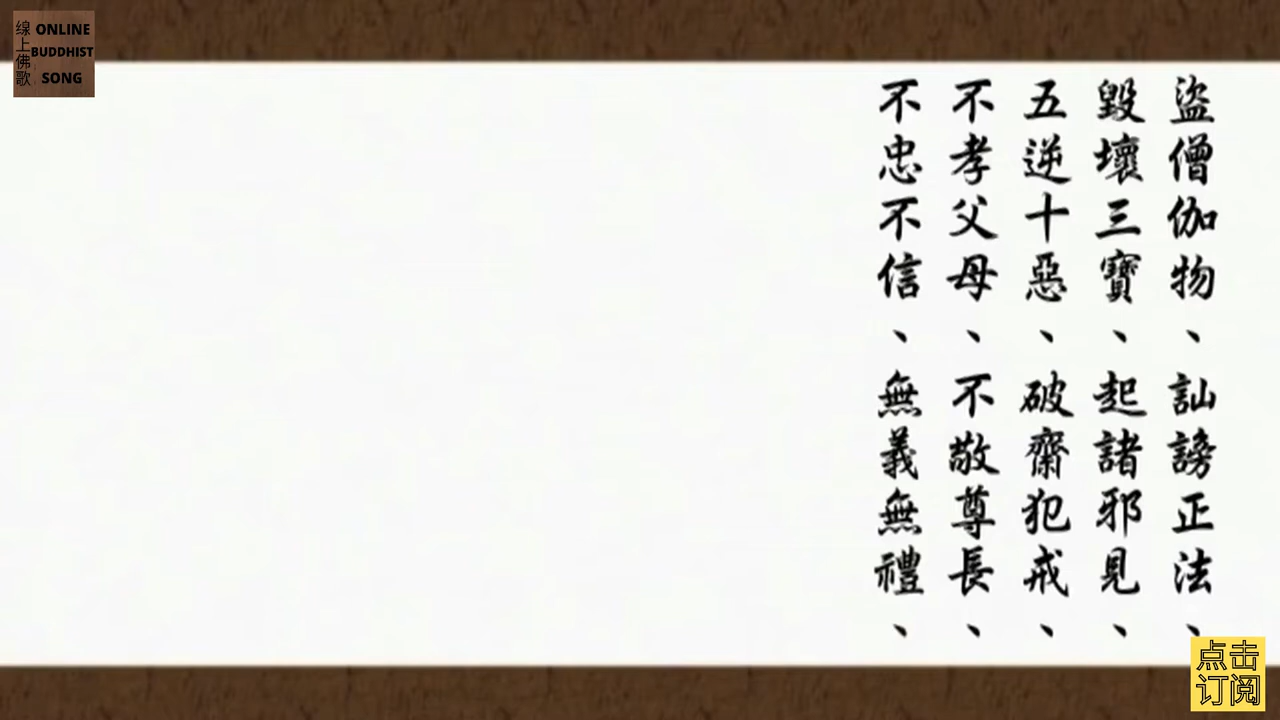 线上佛歌
ONLINE
BUDDHIST
SONG
盜僧伽物、訕謗正法、
毀壞三寶、起諸邪見、
五逆十惡、破齋犯戒、
不孝父母、不敬尊長、
不忠不信、無義無禮、
点击
订阅